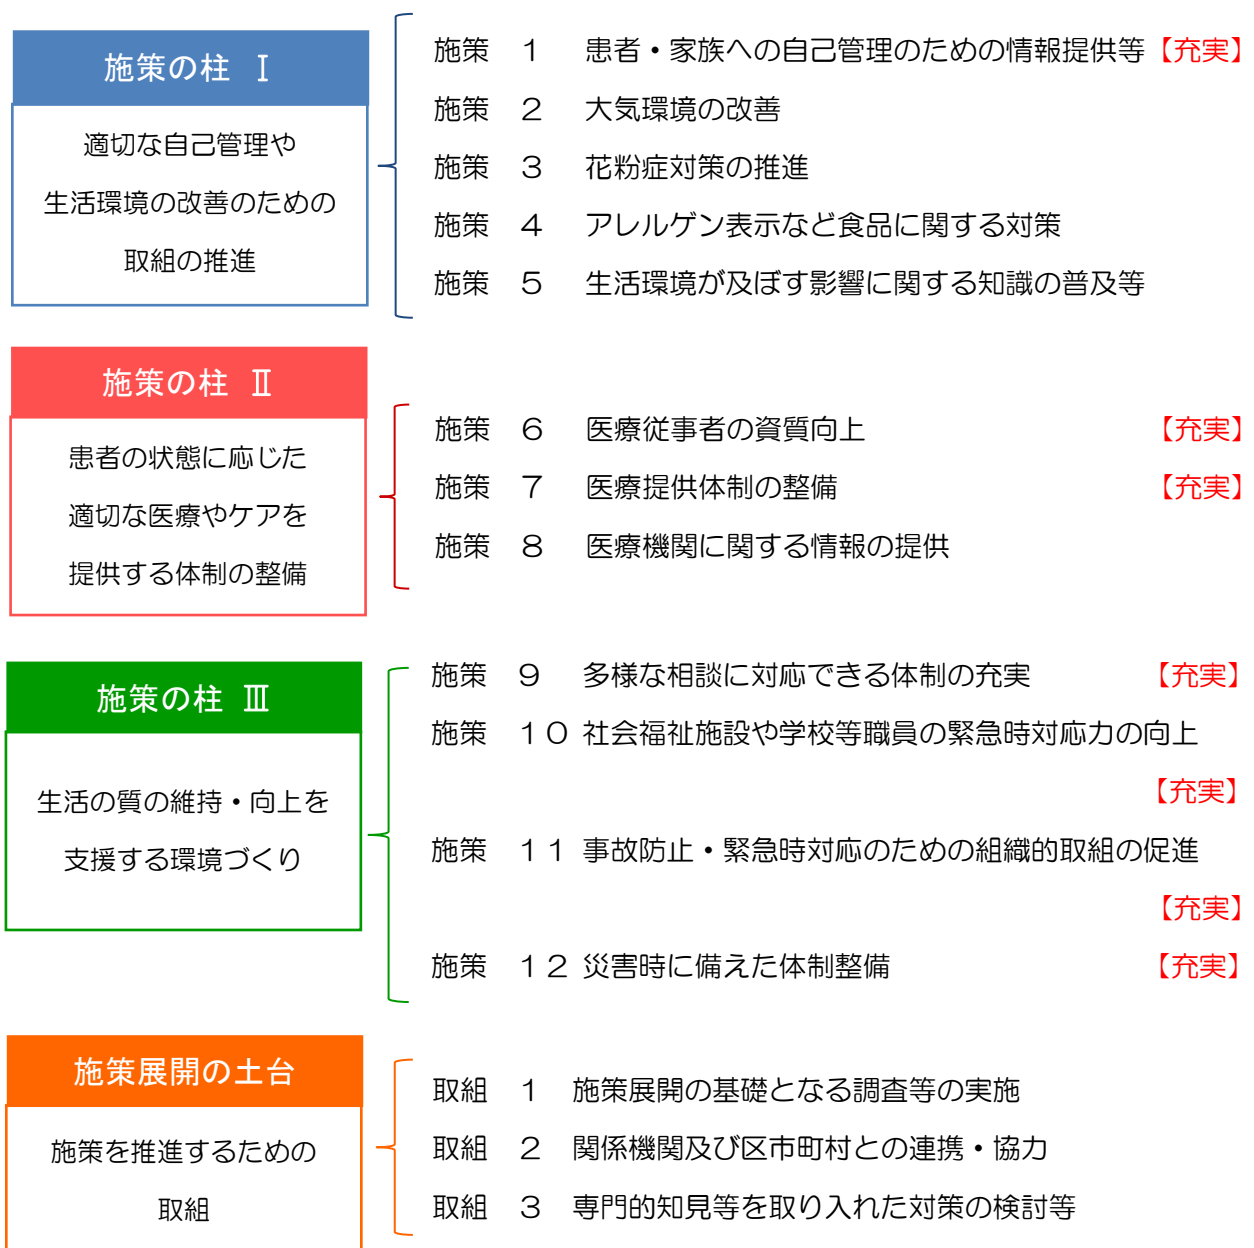 施策の柱 Ⅰ
適切な自己管理や
生活環境の改善のための
取組の推進
施策 １ 患者・家族への自己管理のための情報提供等【充実】
施策 ２ 大気環境の改善
施策 ３ 花粉症対策の推進
施策 ４ アレルゲン表示など食品に関する対策
施策 ５ 生活環境が及ぼす影響に関する知識の普及等
施策の柱 Ⅱ
患者の状態に応じた
適切な医療やケアを
提供する体制の整備
施策 ６ 医療従事者の資質向上 【充実】
施策 ７ 医療提供体制の整備 【充実】
施策 ８ 医療機関に関する情報の提供
施策の柱 Ⅲ
生活の質の維持・向上を
支援する環境づくり
施策 ９ 多様な相談に対応できる体制の充実 【充実】
施策 １０ 社会福祉施設や学校等職員の緊急時対応力の向上
【充実】
施策 １１ 事故防止・緊急時対応のための組織的取組の促進
【充実】
施策 １２ 災害時に備えた体制整備 【充実】
施策展開の土台
施策を推進するための
取組
取組 １ 施策展開の基礎となる調査等の実施
取組 ２ 関係機関及び区市町村との連携・協力
取組 ３ 専門的知見等を取り入れた対策の検討等